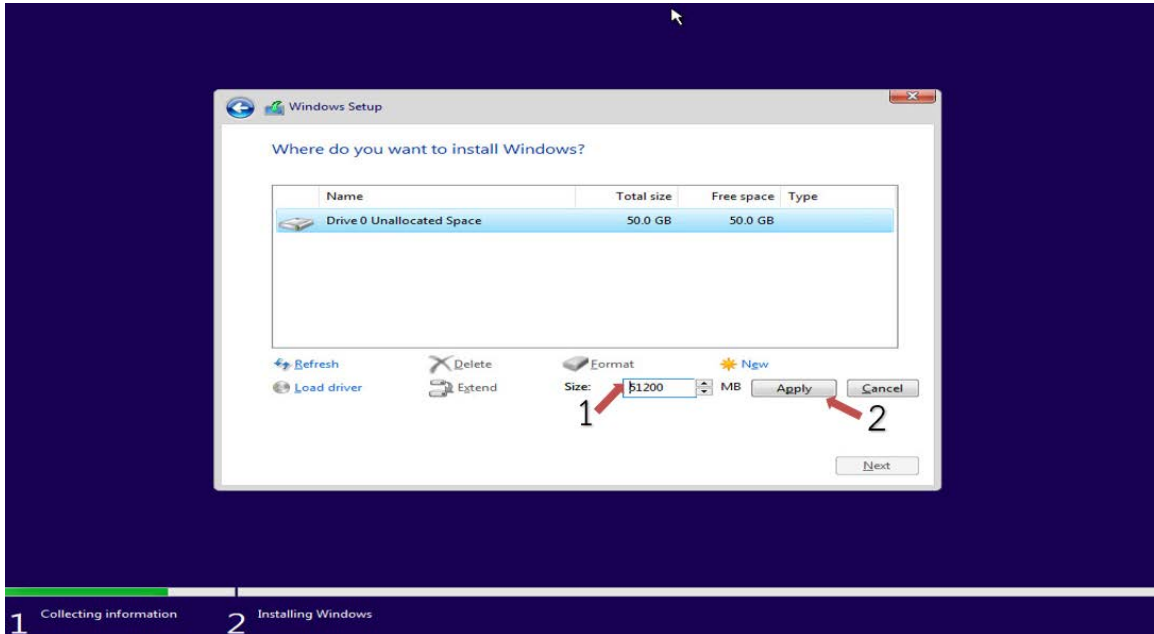 Windows Setup
Where do you want to install Windows?
Name Total size Free space Type
Drive 0 Unallocated Space 50.0 GB 50.0 GB
Refresh Delete Format New
Load driver Extend Size: 51200 MB Apply Cancel
1 2
Next
1 Collecting information 2 Installing Windows